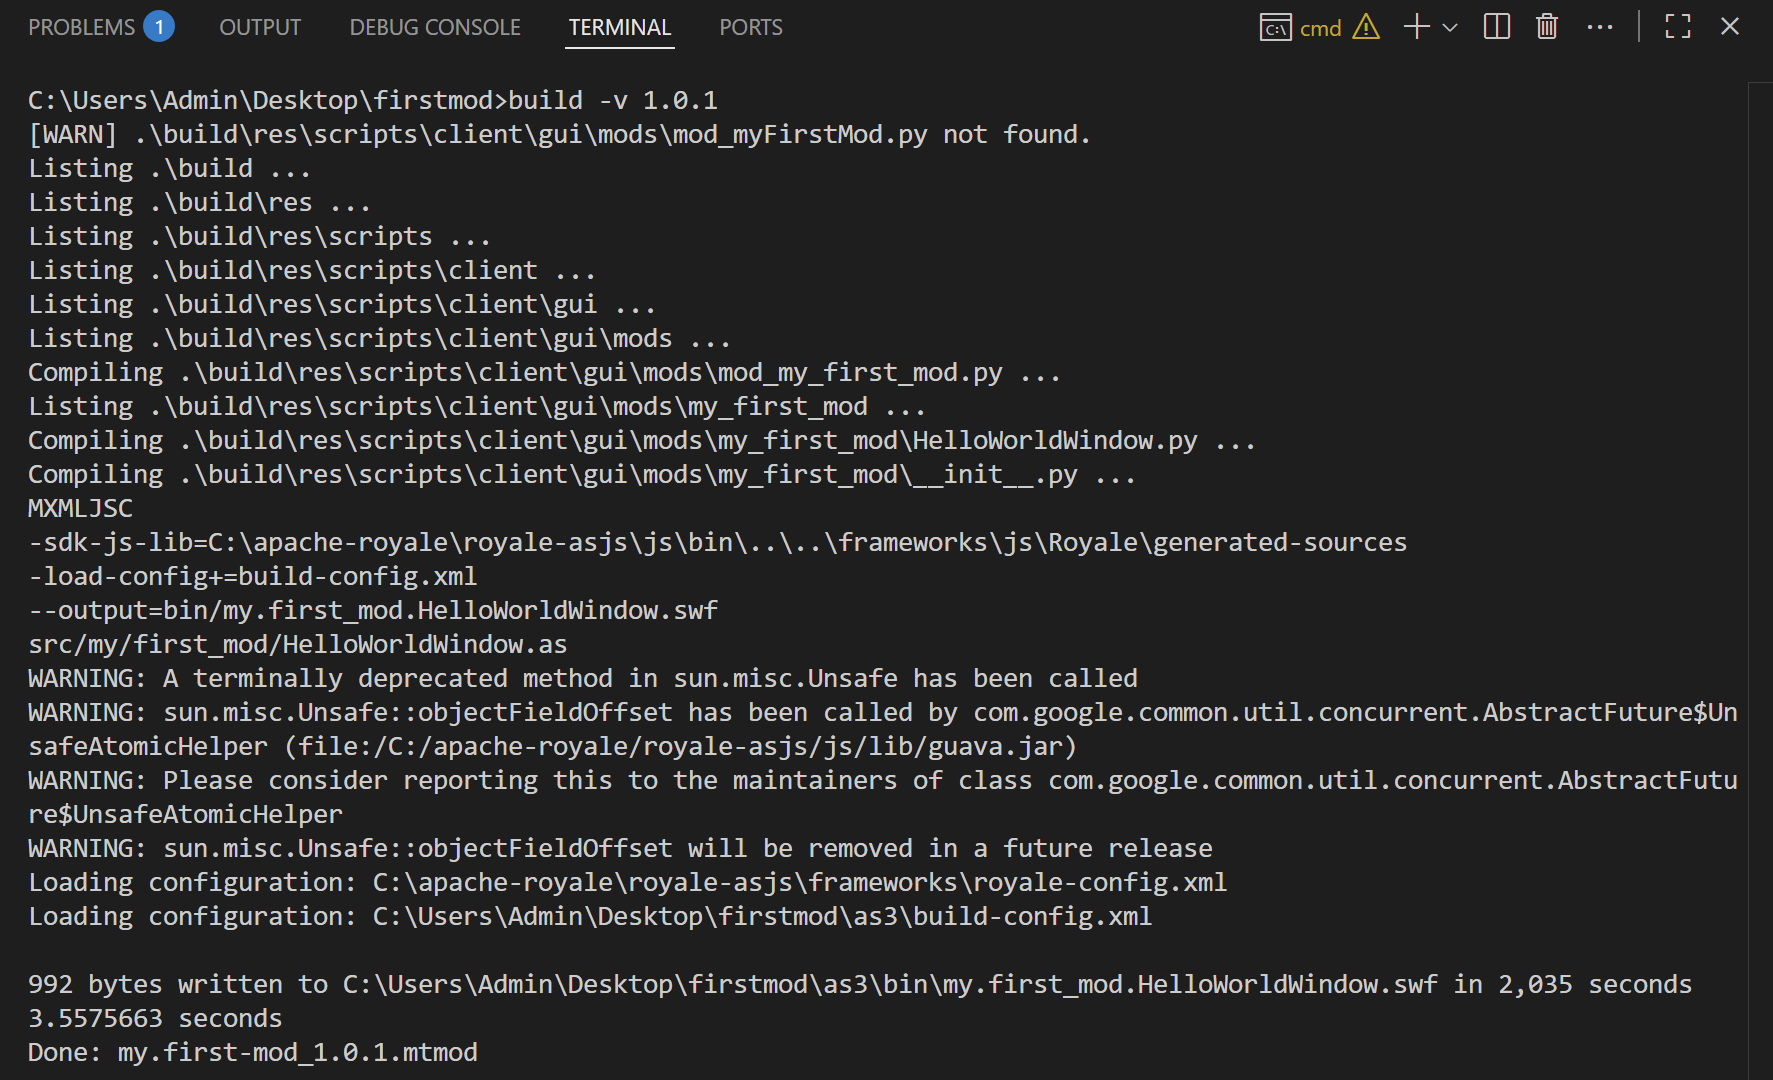 PROBLEMS 1 OUTPUT DEBUG CONSOLE TERMINAL PORTS cmd
C:\Users\Admin\Desktop\firstmod>build -v 1.0.1
[WARN] .\build\res\scripts\client\gui\mods\mod_myFirstMod.py not found.
Listing .\build ...
Listing .\build\res ...
Listing .\build\res\scripts ...
Listing .\build\res\scripts\client ...
Listing .\build\res\scripts\client\gui ...
Listing .\build\res\scripts\client\gui\mods ...
Compiling .\build\res\scripts\client\gui\mods\mod_my_first_mod.py ...
Listing .\build\res\scripts\client\gui\mods\my_first_mod ...
Compiling .\build\res\scripts\client\gui\mods\my_first_mod\HelloWorldWindow.py ...
Compiling .\build\res\scripts\client\gui\mods\my_first_mod\__init__.py ...
MXMLJSC
-sdk-js-lib=C:\apache-royale\royale-asjs\js\bin\..\..\frameworks\js\Royale\generated-sources
-load-config+=build-config.xml
--output=bin/my.first_mod.HelloWorldWindow.swf
src/my/first_mod/HelloWorldWindow.as
WARNING: A terminally deprecated method in sun.misc.Unsafe has been called
WARNING: sun.misc.Unsafe::objectFieldOffset has been called by com.google.common.util.concurrent.AbstractFuture$Un
safeAtomicHelper (file:/C:/apache-royale/royale-asjs/js/lib/guava.jar)
WARNING: Please consider reporting this to the maintainers of class com.google.common.util.concurrent.AbstractFutu
re$UnsafeAtomicHelper
WARNING: sun.misc.Unsafe::objectFieldOffset will be removed in a future release
Loading configuration: C:\apache-royale\royale-asjs\frameworks\royale-config.xml
Loading configuration: C:\Users\Admin\Desktop\firstmod\as3\build-config.xml
992 bytes written to C:\Users\Admin\Desktop\firstmod\as3\bin\my.first_mod.HelloWorldWindow.swf in 2,035 seconds
3.5575663 seconds
Done: my.first-mod_1.0.1.mtmod